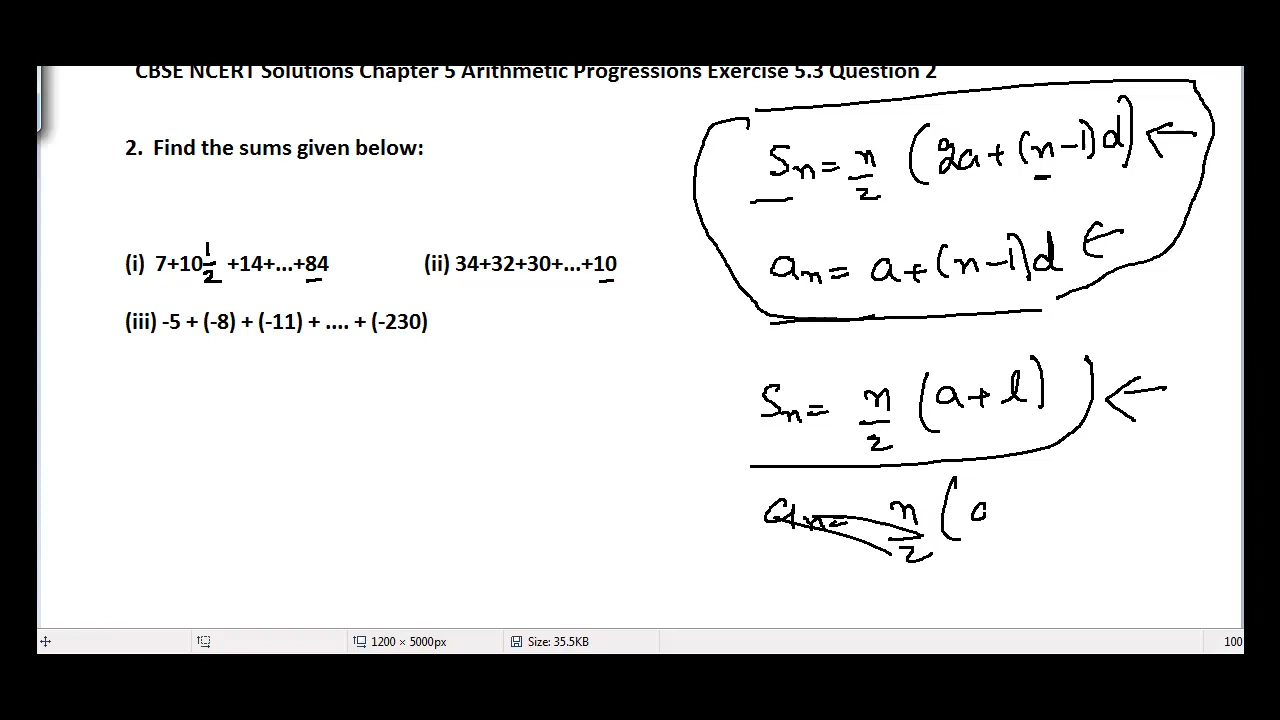 CBSE NCERT Solutions Chapter 5 Arithmetic Progressions Exercise 5.3 Question 2
2. Find the sums given below:
(i) 7+10 1/2 +14+...+84 (ii) 34+32+30+...+10
(iii) -5 + (-8) + (-11) + .... + (-230)
Sn = n/2 (2a + (n-1)d) ←
an = a + (n-1)d ←
Sn = n/2 (a + l) ←
n/2 ( a
1200 × 5000px Size: 35.5KB 100